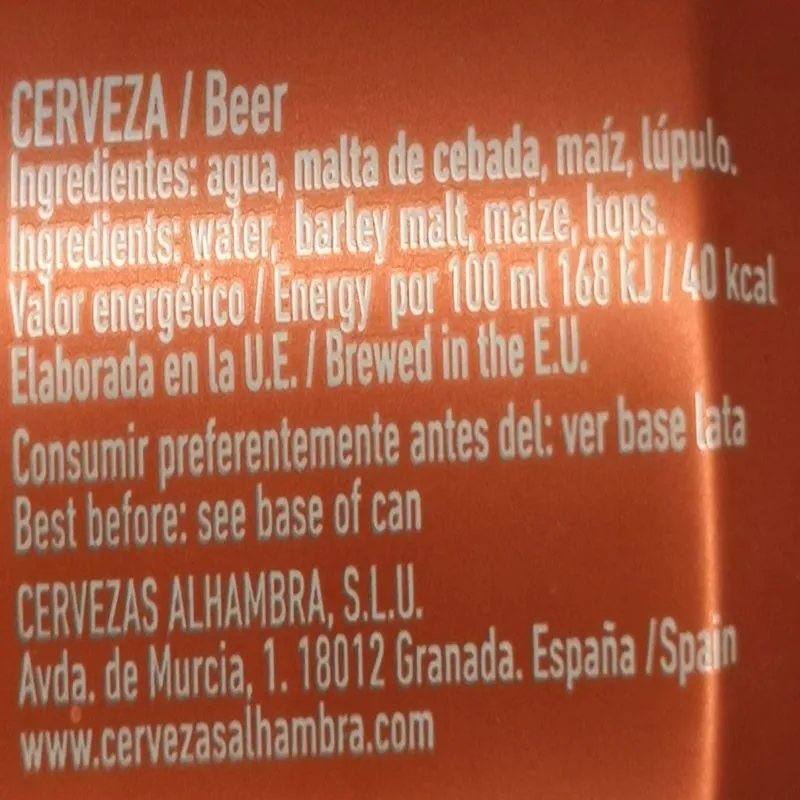 CERVEZA / Beer
Ingredientes: agua, malta de cebada, maíz, lúpulo.
Ingredients: water, barley malt, maize, hops.
Valor energético / Energy por 100 ml 168 kJ / 40 kcal
Elaborada en la U.E. / Brewed in the E.U.
Consumir preferentemente antes del: ver base lata
Best before: see base of can
CERVEZAS ALHAMBRA, S.L.U.
Avda. de Murcia, 1. 18012 Granada. España /Spain
www.cervezasalhambra.com